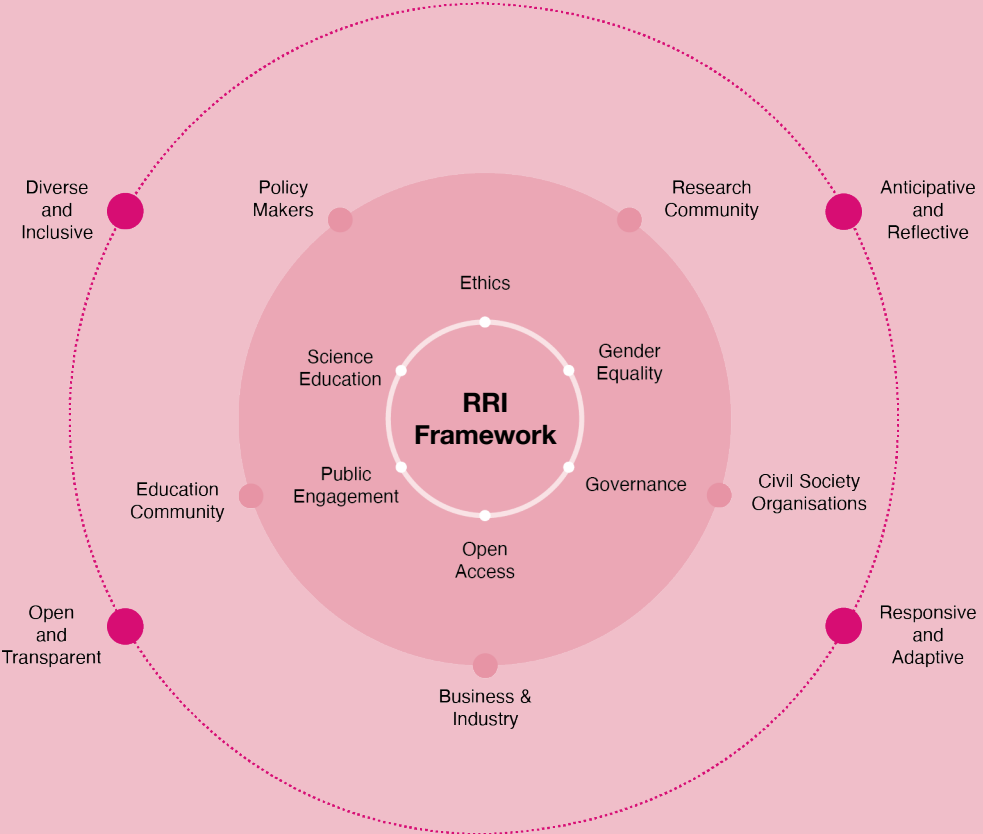 Diverse
and
Inclusive
Policy
Makers
Research
Community
Anticipative
and
Reflective
Ethics
Science
Education
Gender
Equality
RRI
Framework
Public
Engagement
Governance
Education
Community
Civil Society
Organisations
Open
Access
Open
and
Transparent
Responsive
and
Adaptive
Business &
Industry